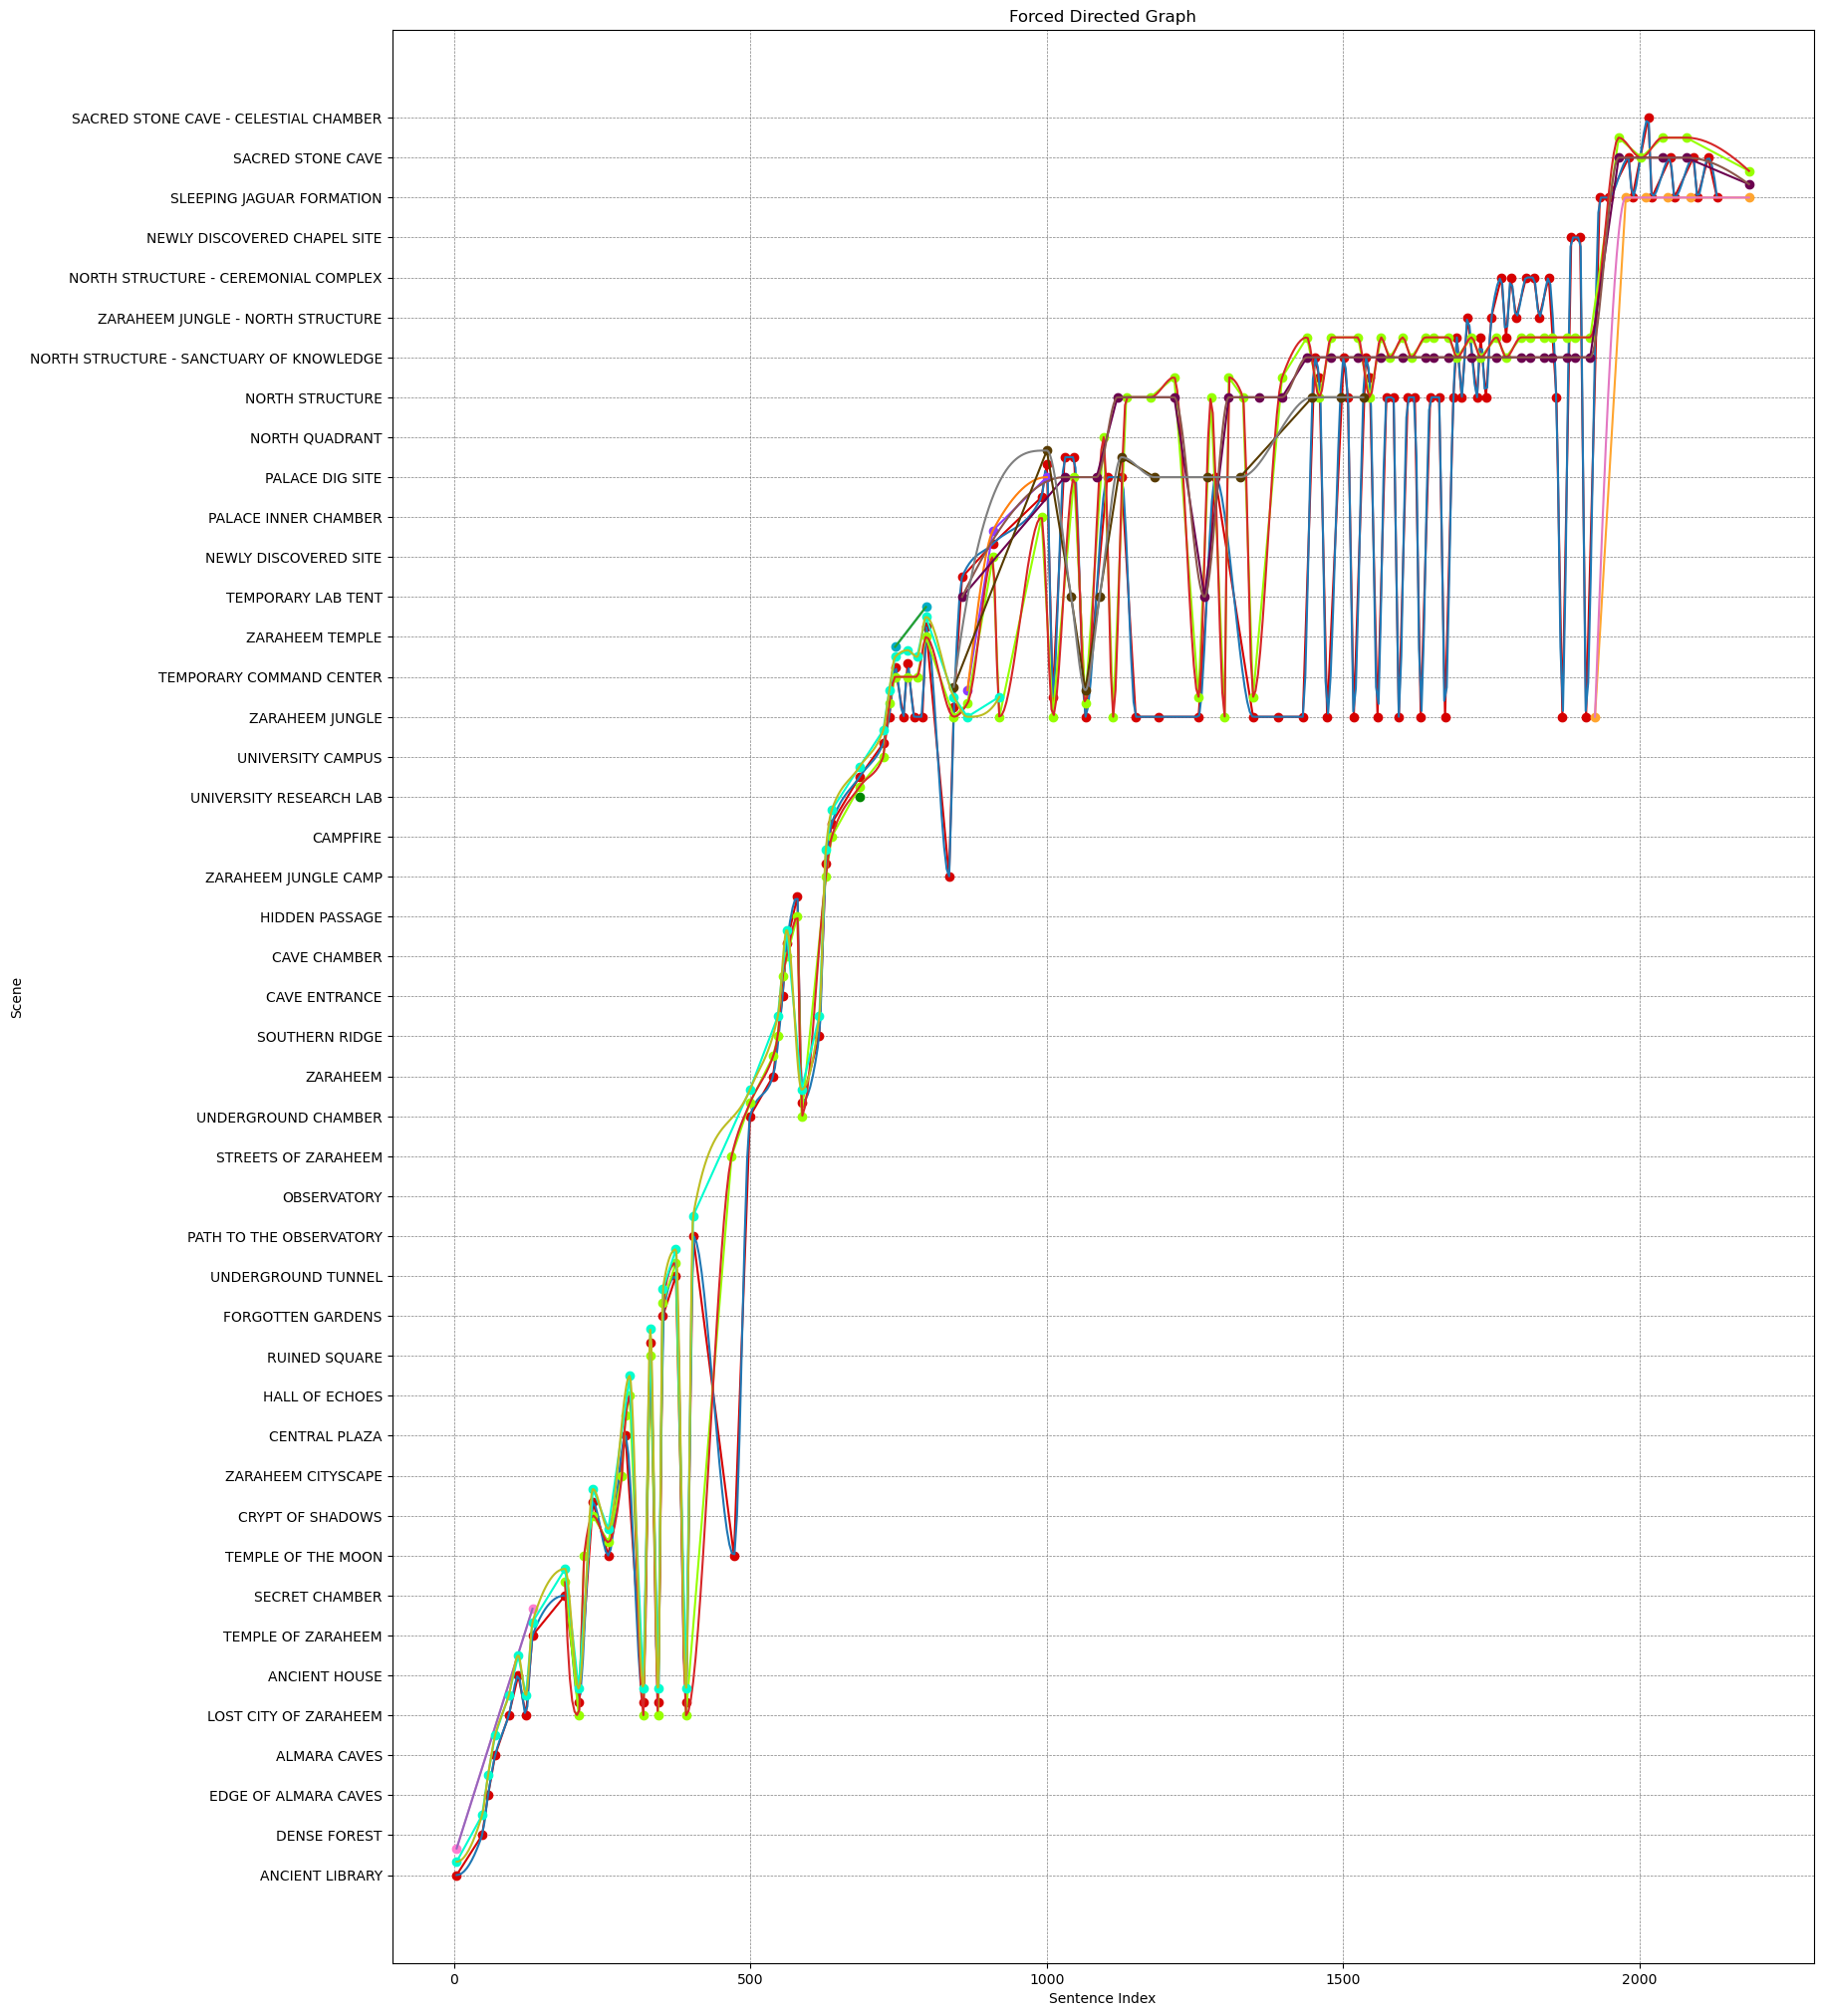 Forced Directed Graph
SACRED STONE CAVE - CELESTIAL CHAMBER
SACRED STONE CAVE
SLEEPING JAGUAR FORMATION
NEWLY DISCOVERED CHAPEL SITE
NORTH STRUCTURE - CEREMONIAL COMPLEX
ZARAHEEM JUNGLE - NORTH STRUCTURE
NORTH STRUCTURE - SANCTUARY OF KNOWLEDGE
NORTH STRUCTURE
NORTH QUADRANT
PALACE DIG SITE
PALACE INNER CHAMBER
NEWLY DISCOVERED SITE
TEMPORARY LAB TENT
ZARAHEEM TEMPLE
TEMPORARY COMMAND CENTER
ZARAHEEM JUNGLE
UNIVERSITY CAMPUS
UNIVERSITY RESEARCH LAB
CAMPFIRE
ZARAHEEM JUNGLE CAMP
HIDDEN PASSAGE
CAVE CHAMBER
CAVE ENTRANCE
SOUTHERN RIDGE
ZARAHEEM
UNDERGROUND CHAMBER
STREETS OF ZARAHEEM
OBSERVATORY
PATH TO THE OBSERVATORY
UNDERGROUND TUNNEL
FORGOTTEN GARDENS
RUINED SQUARE
HALL OF ECHOES
CENTRAL PLAZA
ZARAHEEM CITYSCAPE
CRYPT OF SHADOWS
TEMPLE OF THE MOON
SECRET CHAMBER
TEMPLE OF ZARAHEEM
ANCIENT HOUSE
LOST CITY OF ZARAHEEM
ALMARA CAVES
EDGE OF ALMARA CAVES
DENSE FOREST
ANCIENT LIBRARY
Scene
0 500 1000 1500 2000
Sentence Index